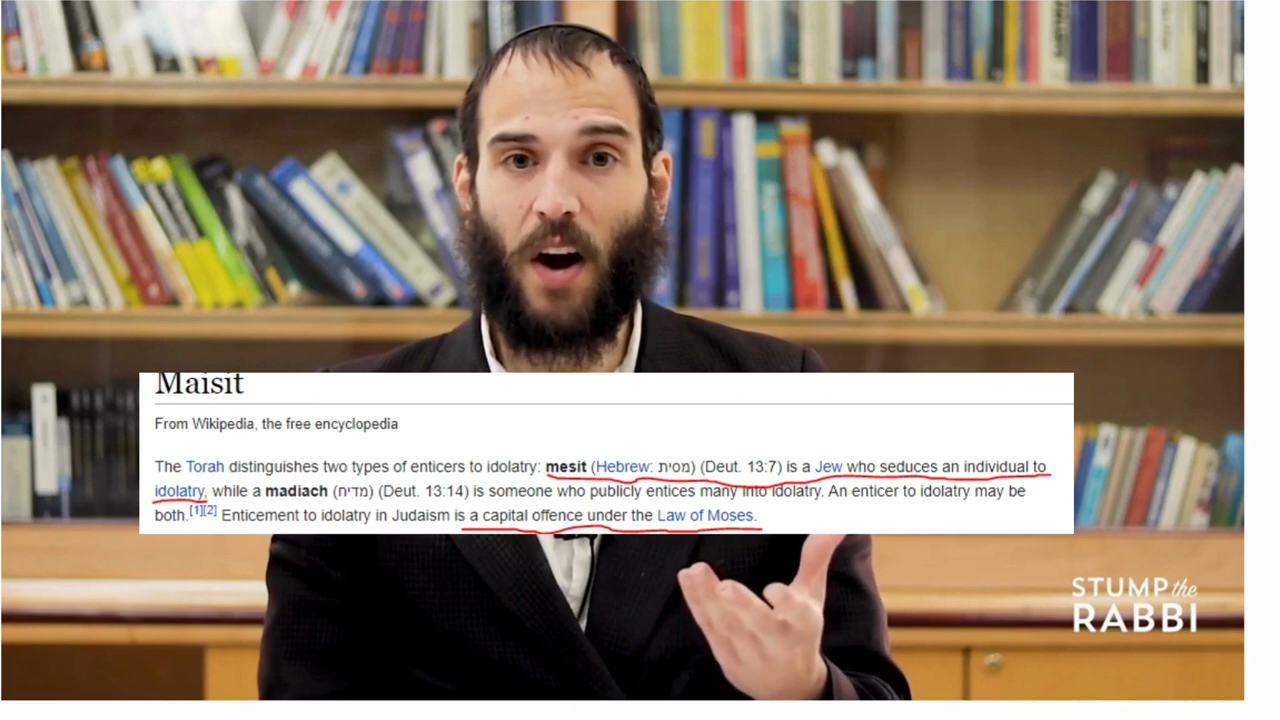 Maisit
From Wikipedia, the free encyclopedia
The Torah distinguishes two types of enticers to idolatry: mesit (Hebrew: מסית) (Deut. 13:7) is a Jew who seduces an individual to
idolatry, while a madiach (מדיח) (Deut. 13:14) is someone who publicly entices many into idolatry. An enticer to idolatry may be
both.[1][2] Enticement to idolatry in Judaism is a capital offence under the Law of Moses.
STUMP the
RABBI